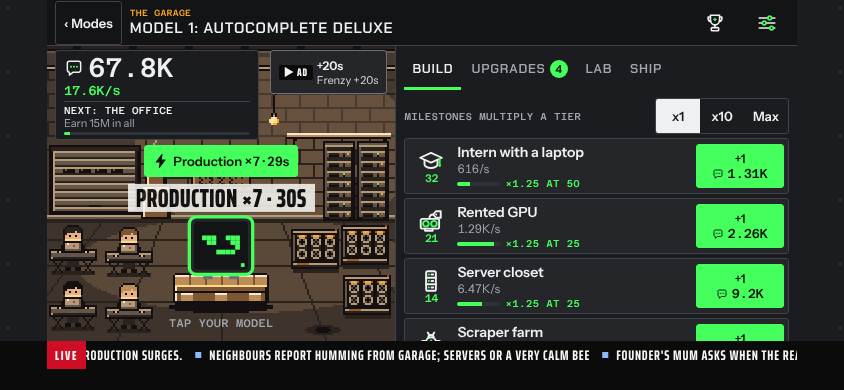 ‹ Modes
THE GARAGE
MODEL 1: AUTOCOMPLETE DELUXE
67.8K
17.6K/s
NEXT: THE OFFICE
Earn 15M in all
AD
+20s
Frenzy +20s
Production ×7 · 29s
PRODUCTION ×7 · 30S
TAP YOUR MODEL
BUILD UPGRADES 4 LAB SHIP
MILESTONES MULTIPLY A TIER
x1 x10 Max
Intern with a laptop
616/s
32
×1.25 AT 50
+1
1.31K
Rented GPU
1.29K/s
21
×1.25 AT 25
+1
2.26K
Server closet
6.47K/s
14
×1.25 AT 25
+1
9.2K
Scraper farm
+1
LIVE RODUCTION SURGES. ■ NEIGHBOURS REPORT HUMMING FROM GARAGE; SERVERS OR A VERY CALM BEE ■ FOUNDER'S MUM ASKS WHEN THE